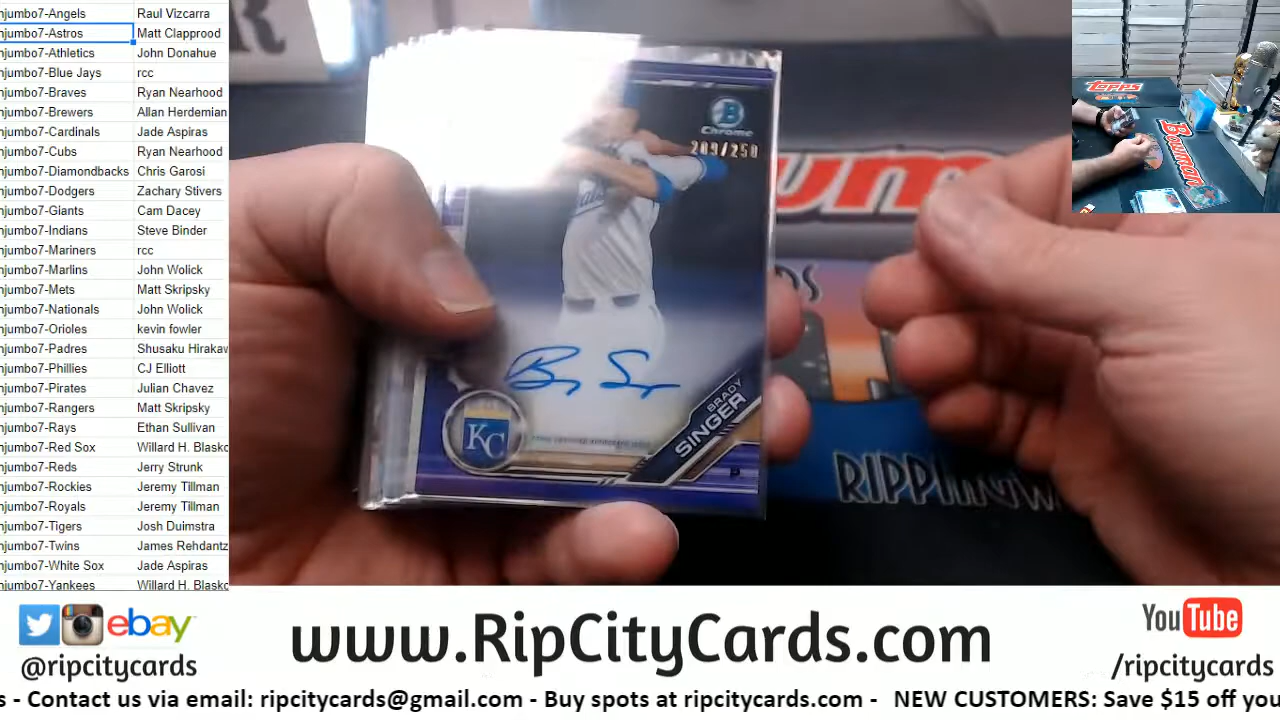 njumbo7-Angels Raul Vizcarra
njumbo7-Astros Matt Clapprood
njumbo7-Athletics John Donahue
njumbo7-Blue Jays rcc
njumbo7-Braves Ryan Nearhood
njumbo7-Brewers Allan Herdeman
njumbo7-Cardinals Jade Aspiras
njumbo7-Cubs Ryan Nearhood
njumbo7-Diamondbacks Chris Garosi
njumbo7-Dodgers Zachary Stivers
njumbo7-Giants Cam Dacey
njumbo7-Indians Steve Binder
njumbo7-Mariners rcc
njumbo7-Marlins John Wolick
njumbo7-Mets Matt Skripsky
njumbo7-Nationals John Wolick
njumbo7-Orioles kevin fowler
njumbo7-Padres Shusaku Hirakaw
njumbo7-Phillies CJ Elliott
njumbo7-Pirates Julian Chavez
njumbo7-Rangers Matt Skripsky
njumbo7-Rays Ethan Sullivan
njumbo7-Red Sox Willard H. Blasko
njumbo7-Reds Jerry Strunk
njumbo7-Rockies Jeremy Tillman
njumbo7-Royals Jeremy Tillman
njumbo7-Tigers Josh Duimstra
njumbo7-Twins James Rehdantz
njumbo7-White Sox Jade Aspiras
njumbo7-Yankees Willard H. Blasko
B
Chrome
209/250
BRADY
SINGER
P
KC
Topps
Bowman
ebay
@ripcitycards
www.RipCityCards.com
YouTube
/ripcitycards
s - Contact us via email: ripcitycards@gmail.com - Buy spots at ripcitycards.com - NEW CUSTOMERS: Save $15 off you